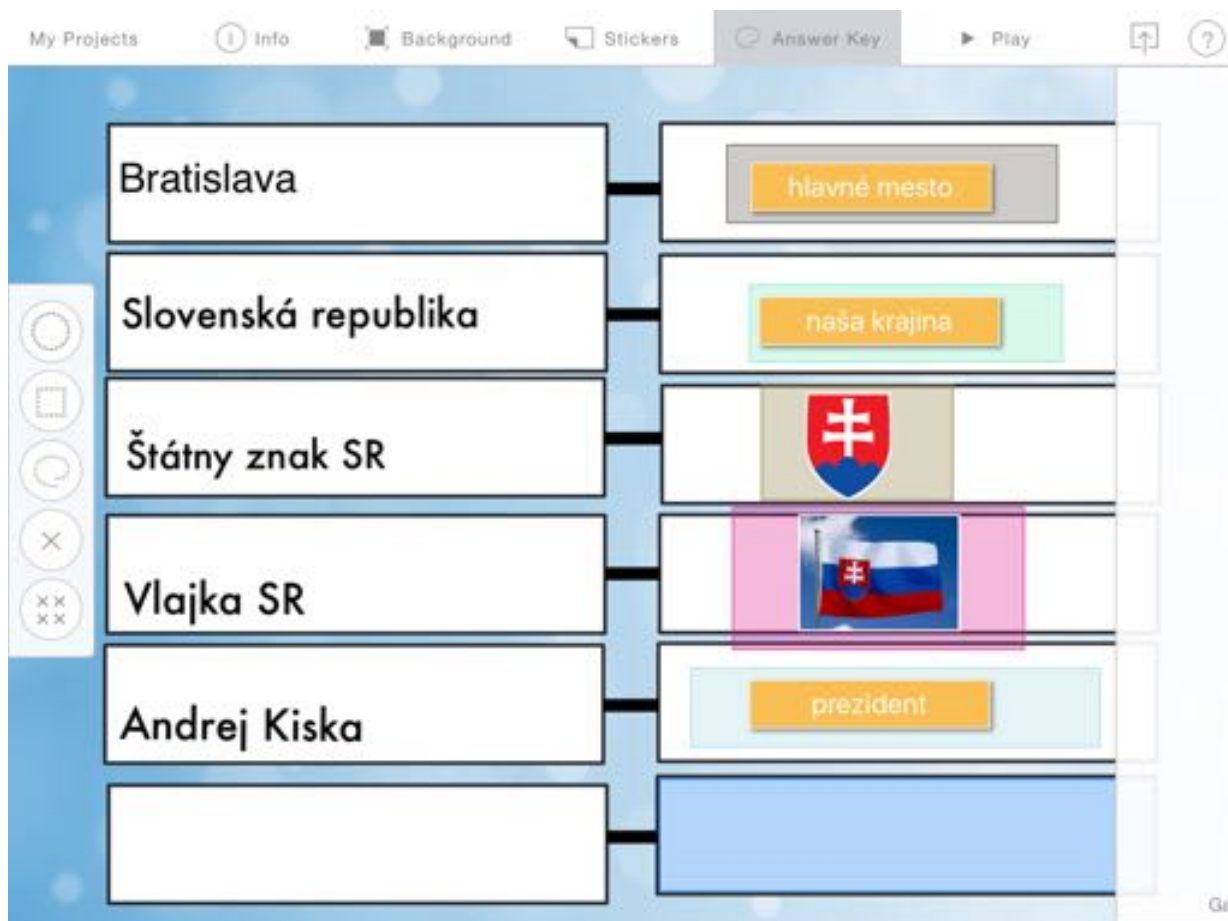 My Projects Info Background Stickers Answer Key Play ?
Bratislava hlavné mesto
Slovenská republika naša krajina
Štátny znak SR
Vlajka SR
Andrej Kiska prezident